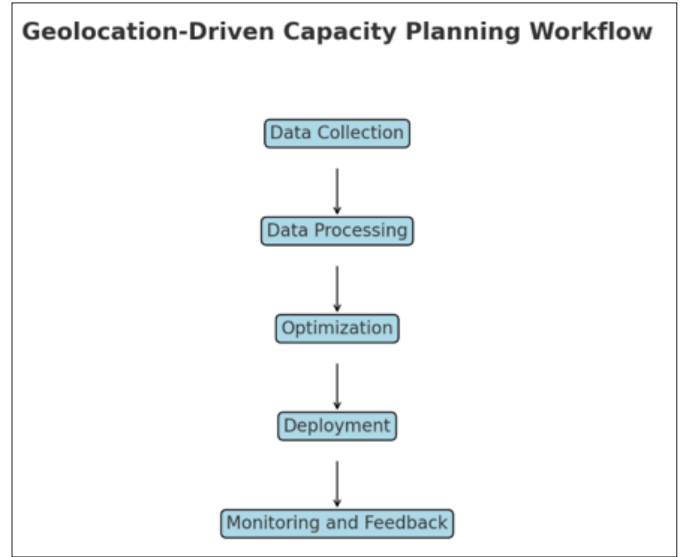 Geolocation-Driven Capacity Planning Workflow
Data Collection
Data Processing
Optimization
Deployment
Monitoring and Feedback